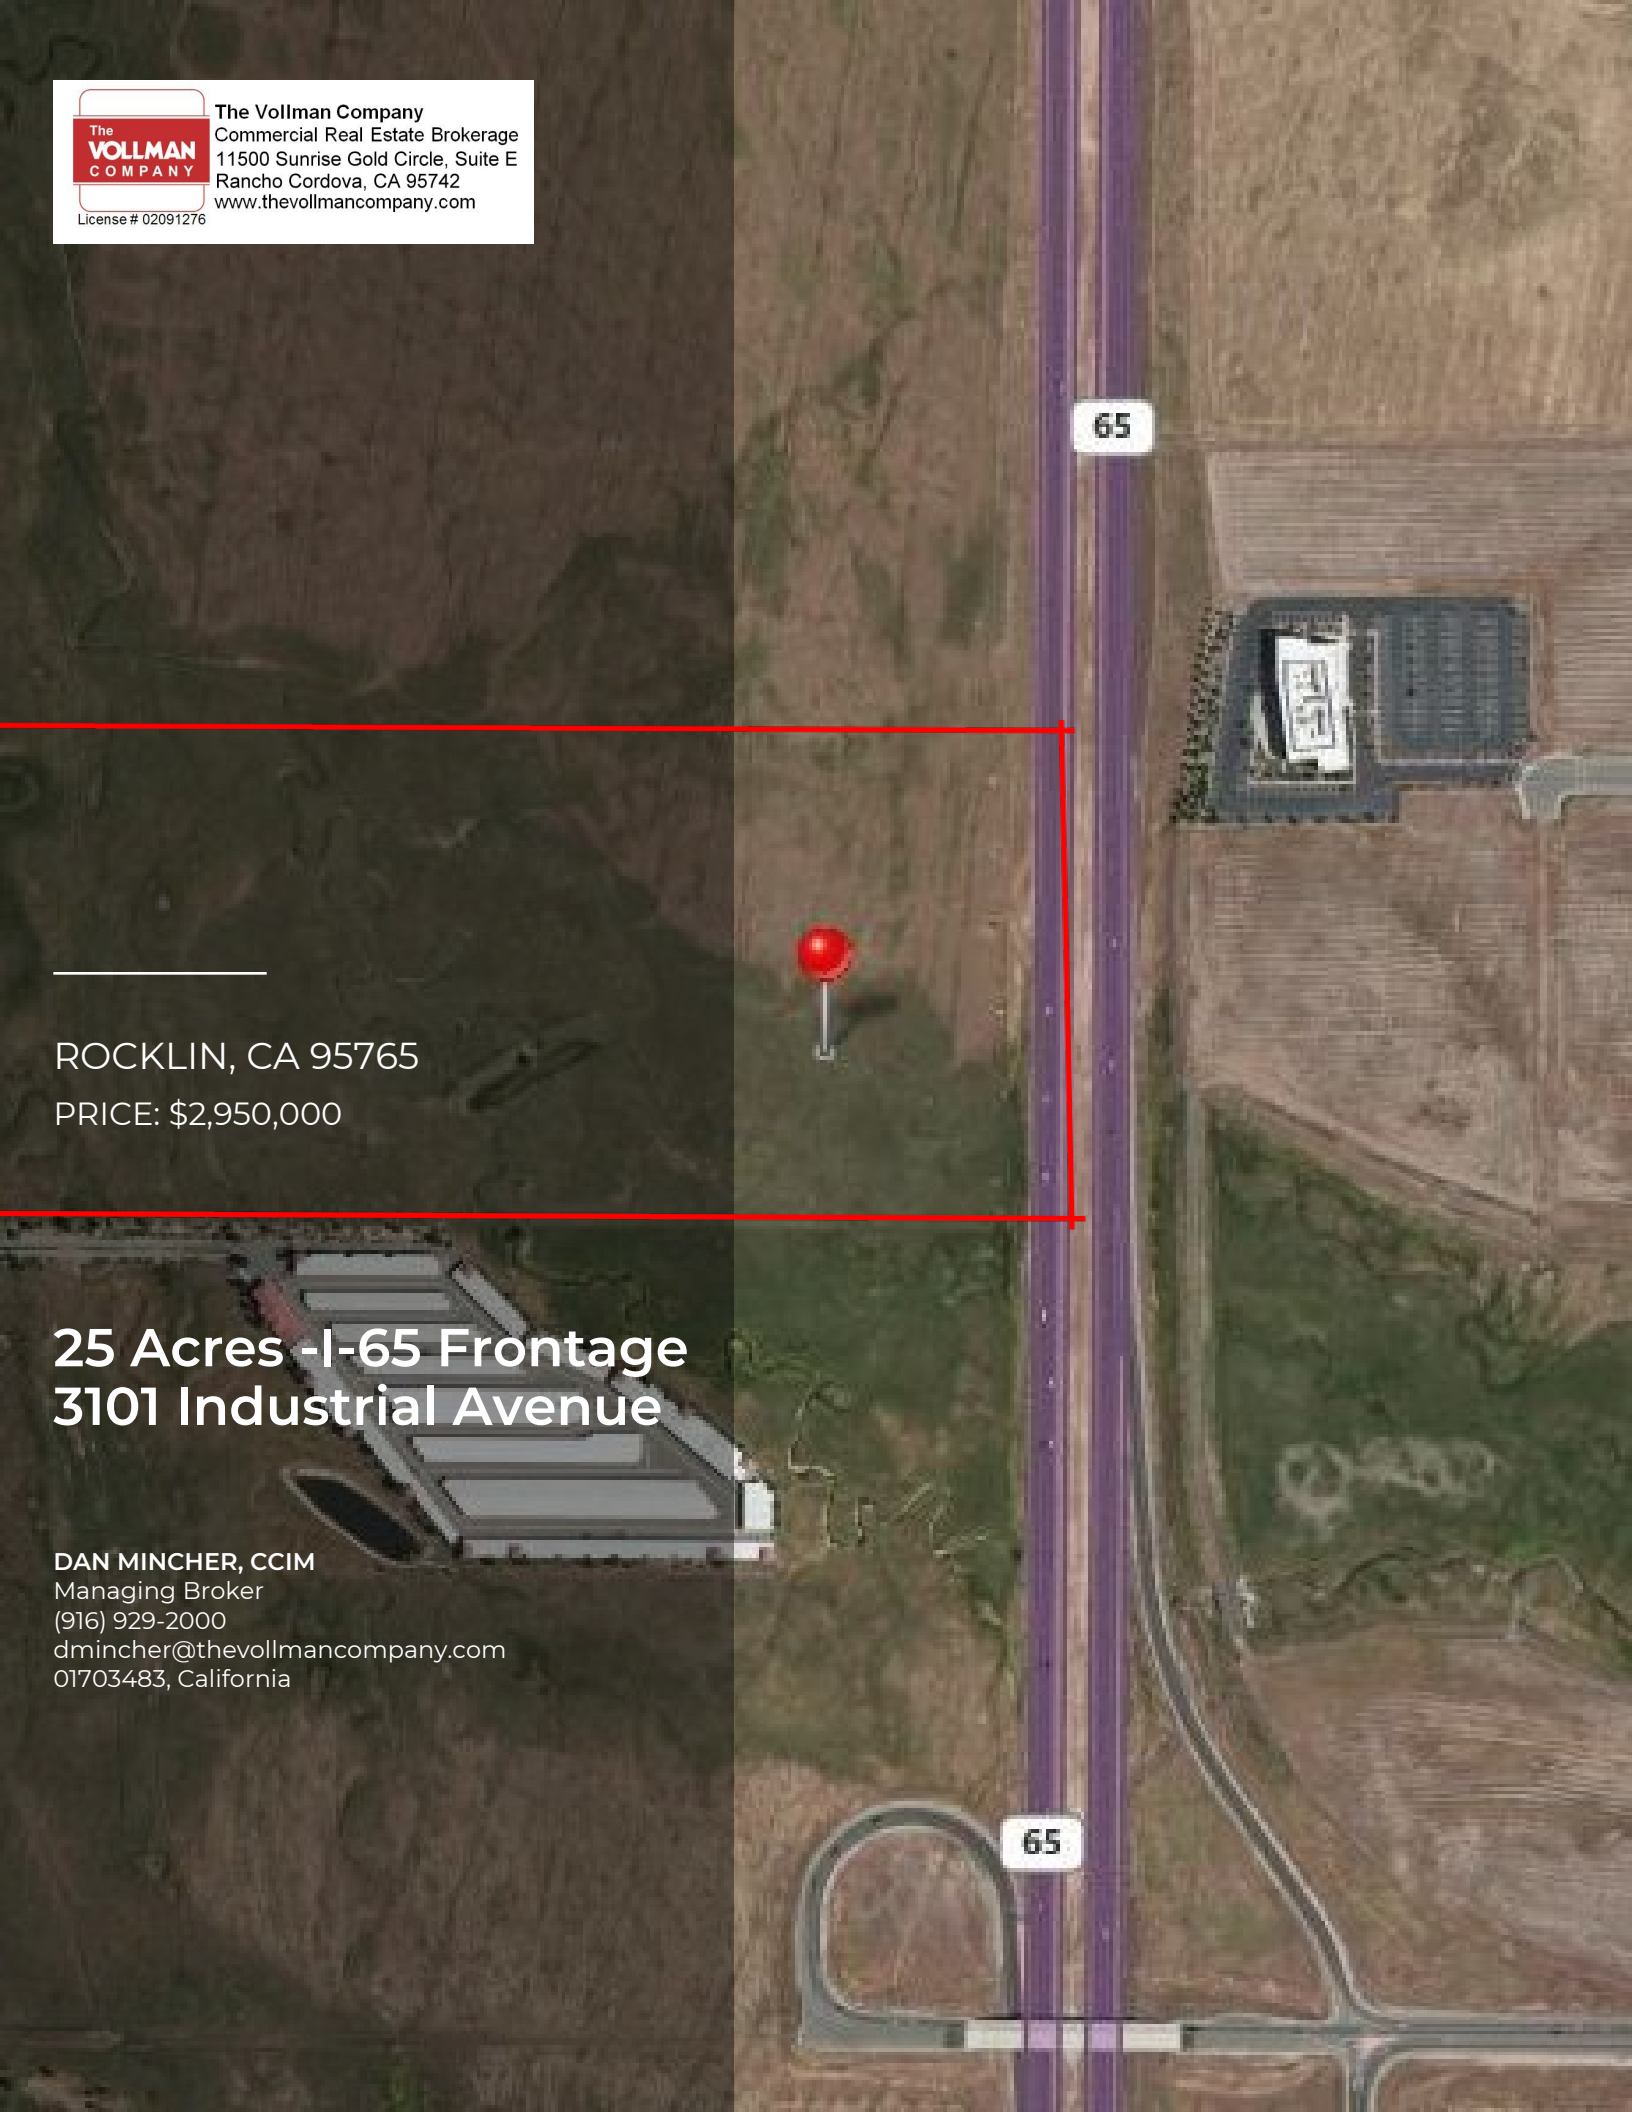 The
VOLLMAN
COMPANY
License # 02091276
The Vollman Company
Commercial Real Estate Brokerage
11500 Sunrise Gold Circle, Suite E
Rancho Cordova, CA 95742
www.thevollmancompany.com
65
ROCKLIN, CA 95765
PRICE: $2,950,000
25 Acres -I-65 Frontage
3101 Industrial Avenue
DAN MINCHER, CCIM
Managing Broker
(916) 929-2000
dmincher@thevollmancompany.com
01703483, California
65